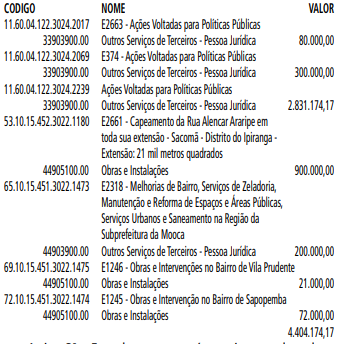 CODIGO NOME VALOR
11.60.04.122.3024.2017 E2663 - Ações Voltadas para Políticas Públicas
33903900.00 Outros Serviços de Terceiros - Pessoa Jurídica 80.000,00
11.60.04.122.3024.2069 E374 - Ações Voltadas para Políticas Públicas
33903900.00 Outros Serviços de Terceiros - Pessoa Jurídica 300.000,00
11.60.04.122.3024.2239 Ações Voltadas para Políticas Públicas
33903900.00 Outros Serviços de Terceiros - Pessoa Jurídica 2.831.174,17
53.10.15.452.3022.1180 E2661 - Capeamento da Rua Alencar Araripe em
toda sua extensão - Sacomã - Distrito do Ipiranga -
Extensão: 21 mil metros quadrados
44905100.00 Obras e Instalações 900.000,00
65.10.15.451.3022.1473 E2318 - Melhorias de Bairro, Serviços de Zeladoria,
Manutenção e Reforma de Espaços e Áreas Públicas,
Serviços Urbanos e Saneamento na Região da
Subprefeitura da Mooca
44903900.00 Outros Serviços de Terceiros - Pessoa Jurídica 200.000,00
69.10.15.451.3022.1475 E1246 - Obras e Intervenções no Bairro de Vila Prudente
44905100.00 Obras e Instalações 21.000,00
72.10.15.451.3022.1474 E1245 - Obras e Intervenção no Bairro de Sapopemba
44905100.00 Obras e Instalações 72.000,00
4.404.174,17